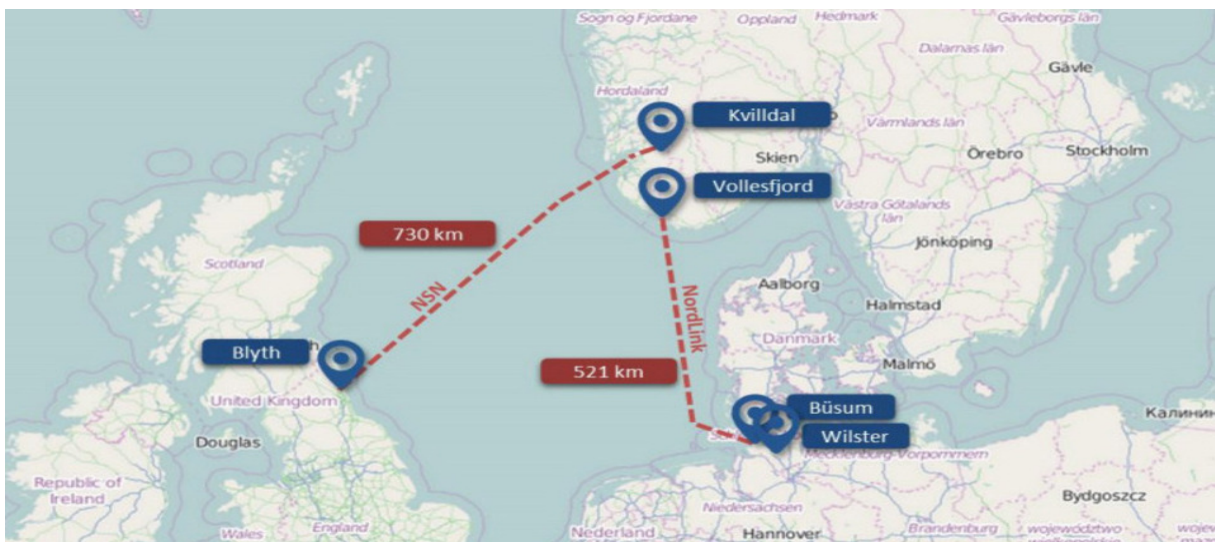 Sogn og Fjordane
Oppland
Hedmark
Gävleborgs län
Dalarnas län
Gävle
Hordaland
Kvilldal
Värmlands län
Skien
Örebro
Stockholm
Vollesfjord
Västra Götalands
län
730 km
Jönköping
Scotland
NSN
Aalborg
NordLink
Halmstad
Danmark
Blyth
521 km
Malmö
United Kingdom
Büsum
Калинин
Douglas
Wilster
Mecklenburg-Vorpommern
Republic of
Ireland
Bydgoszcz
Niedersachsen
Wales
England
Nederland
Hannover
Brandenburg
województwo